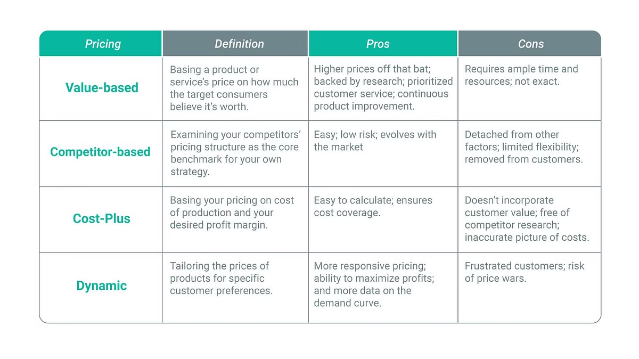 Pricing
Definition
Pros
Cons
Value-based
Basing a product or
service's price on how much
the target consumers
believe it's worth.
Higher prices off that bat;
backed by research; prioritized
customer service; continuous
product improvement.
Requires ample time and
resources; not exact.
Competitor-based
Examining your competitors'
pricing structure as the core
benchmark for your own
strategy.
Easy; low risk; evolves with
the market
Detached from other
factors; limited flexibility;
removed from customers.
Cost-Plus
Basing your pricing on cost
of production and your
desired profit margin.
Easy to calculate; ensures
cost coverage.
Doesn't incorporate
customer value; free of
competitor research;
inaccurate picture of costs.
Dynamic
Tailoring the prices of
products for specific
customer preferences.
More responsive pricing;
ability to maximize profits;
and more data on the
demand curve.
Frustrated customers; risk
of price wars.